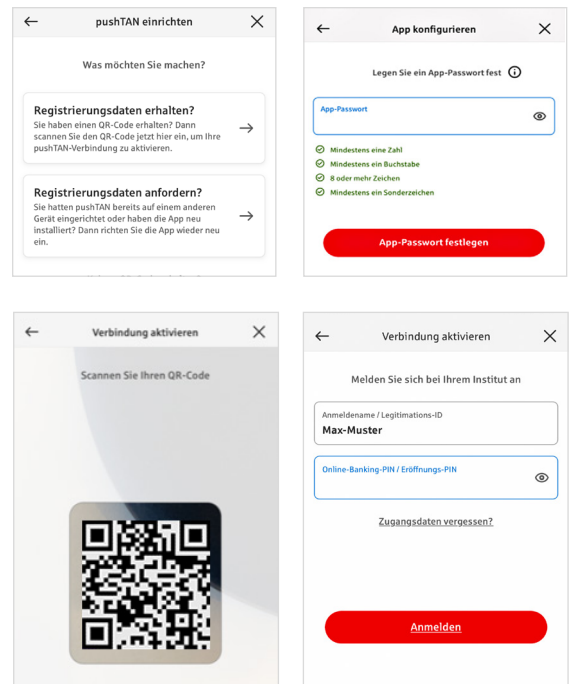 pushTAN einrichten
Was möchten Sie machen?
Registrierungsdaten erhalten?
Sie haben einen QR-Code erhalten? Dann
scannen Sie den QR-Code jetzt hier ein, um Ihre
pushTAN-Verbindung zu aktivieren.
Registrierungsdaten anfordern?
Sie hatten pushTAN bereits auf einem anderen
Gerät eingerichtet oder haben die App neu
installiert? Dann richten Sie die App wieder neu
ein.
App konfigurieren
Legen Sie ein App-Passwort fest
App-Passwort
Mindestens eine Zahl
Mindestens ein Buchstabe
8 oder mehr Zeichen
Mindestens ein Sonderzeichen
App-Passwort festlegen
Verbindung aktivieren
Scannen Sie Ihren QR-Code
Verbindung aktivieren
Melden Sie sich bei Ihrem Institut an
Anmeldename / Legitimations-ID
Max-Muster
Online-Banking-PIN / Eröffnungs-PIN
Zugangsdaten vergessen?
Anmelden